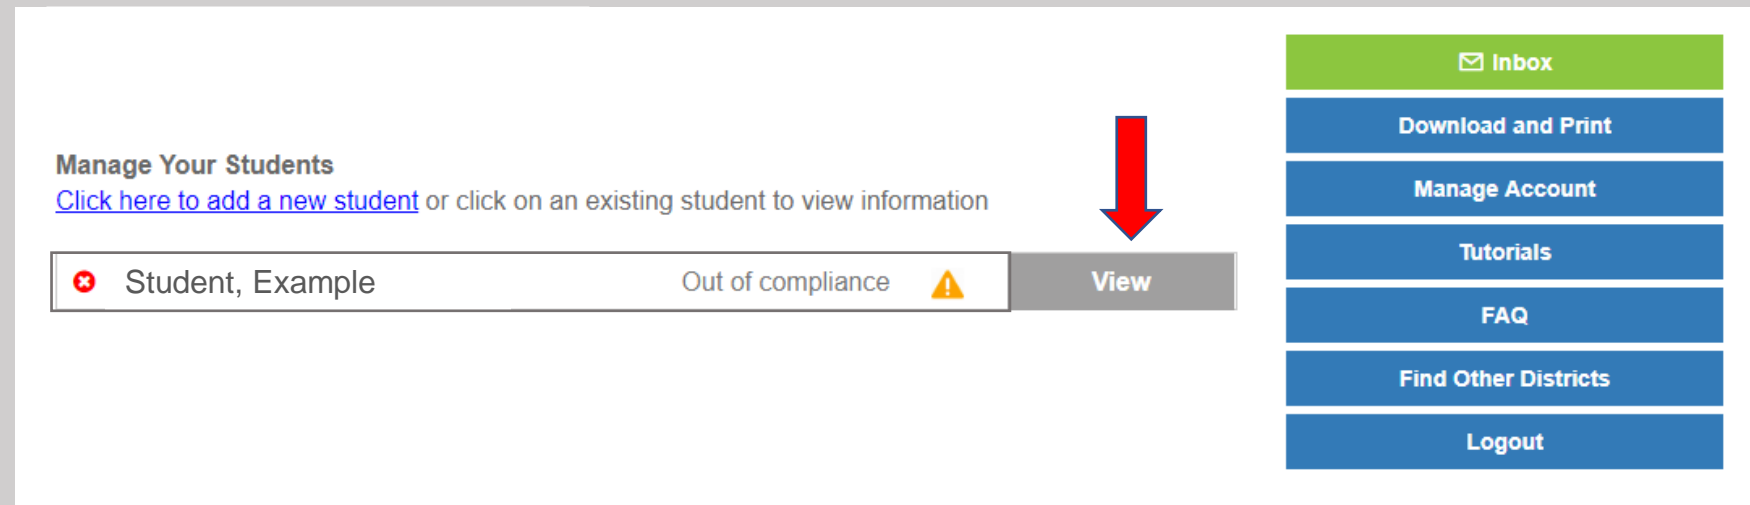 Manage Your Students
Click here to add a new student or click on an existing student to view information
Student, Example Out of compliance View
Inbox
Download and Print
Manage Account
Tutorials
FAQ
Find Other Districts
Logout